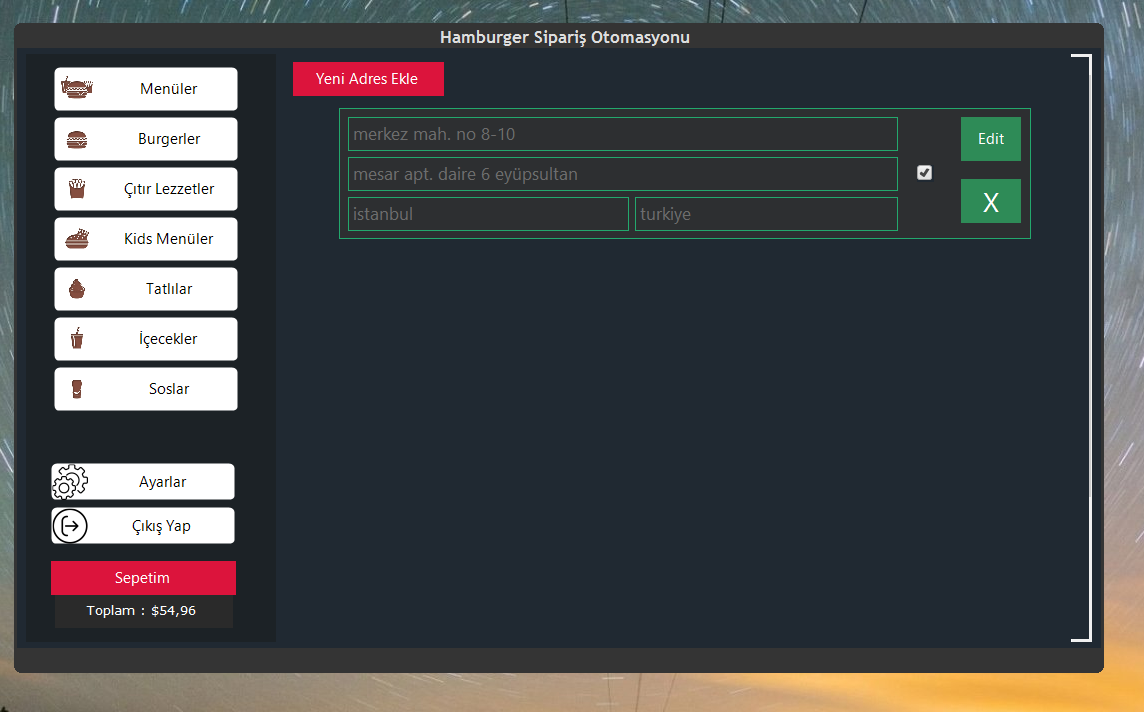 Hamburger Sipariş Otomasyonu
Menüler
Burgerler
Çıtır Lezzetler
Kids Menüler
Tatlılar
İçecekler
Soslar
Ayarlar
Çıkış Yap
Sepetim
Toplam : $54,96
Yeni Adres Ekle
merkez mah. no 8-10
mesar apt. daire 6 eyüpsultan
istanbul turkiye
Edit
X